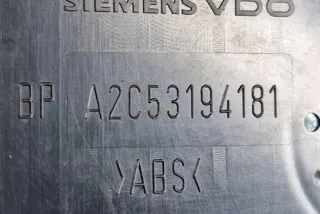 SIEMENS VDO
BP A2C53194181
>ABS<